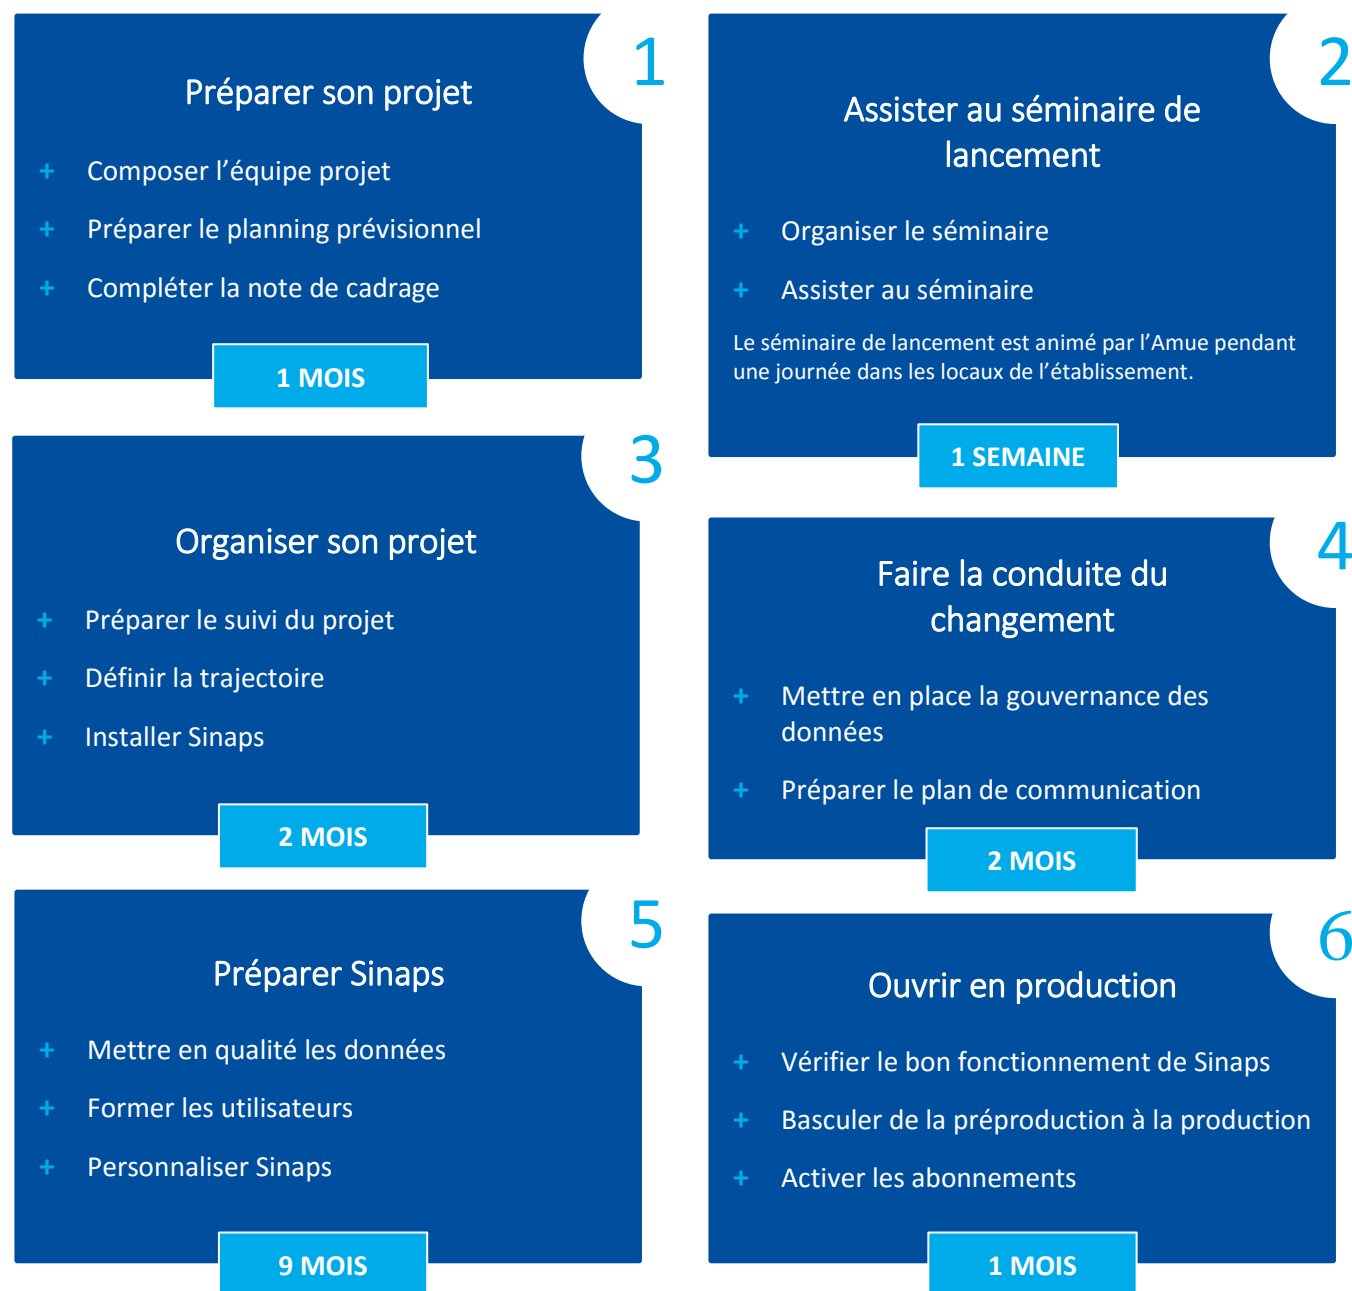 1
Préparer son projet
+ Composer l’équipe projet
+ Préparer le planning prévisionnel
+ Compléter la note de cadrage
1 MOIS
2
Assister au séminaire de
lancement
+ Organiser le séminaire
+ Assister au séminaire
Le séminaire de lancement est animé par l’Amue pendant
une journée dans les locaux de l’établissement.
1 SEMAINE
3
Organiser son projet
+ Préparer le suivi du projet
+ Définir la trajectoire
+ Installer Sinaps
2 MOIS
4
Faire la conduite du
changement
+ Mettre en place la gouvernance des
données
+ Préparer le plan de communication
2 MOIS
5
Préparer Sinaps
+ Mettre en qualité les données
+ Former les utilisateurs
+ Personnaliser Sinaps
9 MOIS
6
Ouvrir en production
+ Vérifier le bon fonctionnement de Sinaps
+ Basculer de la préproduction à la production
+ Activer les abonnements
1 MOIS